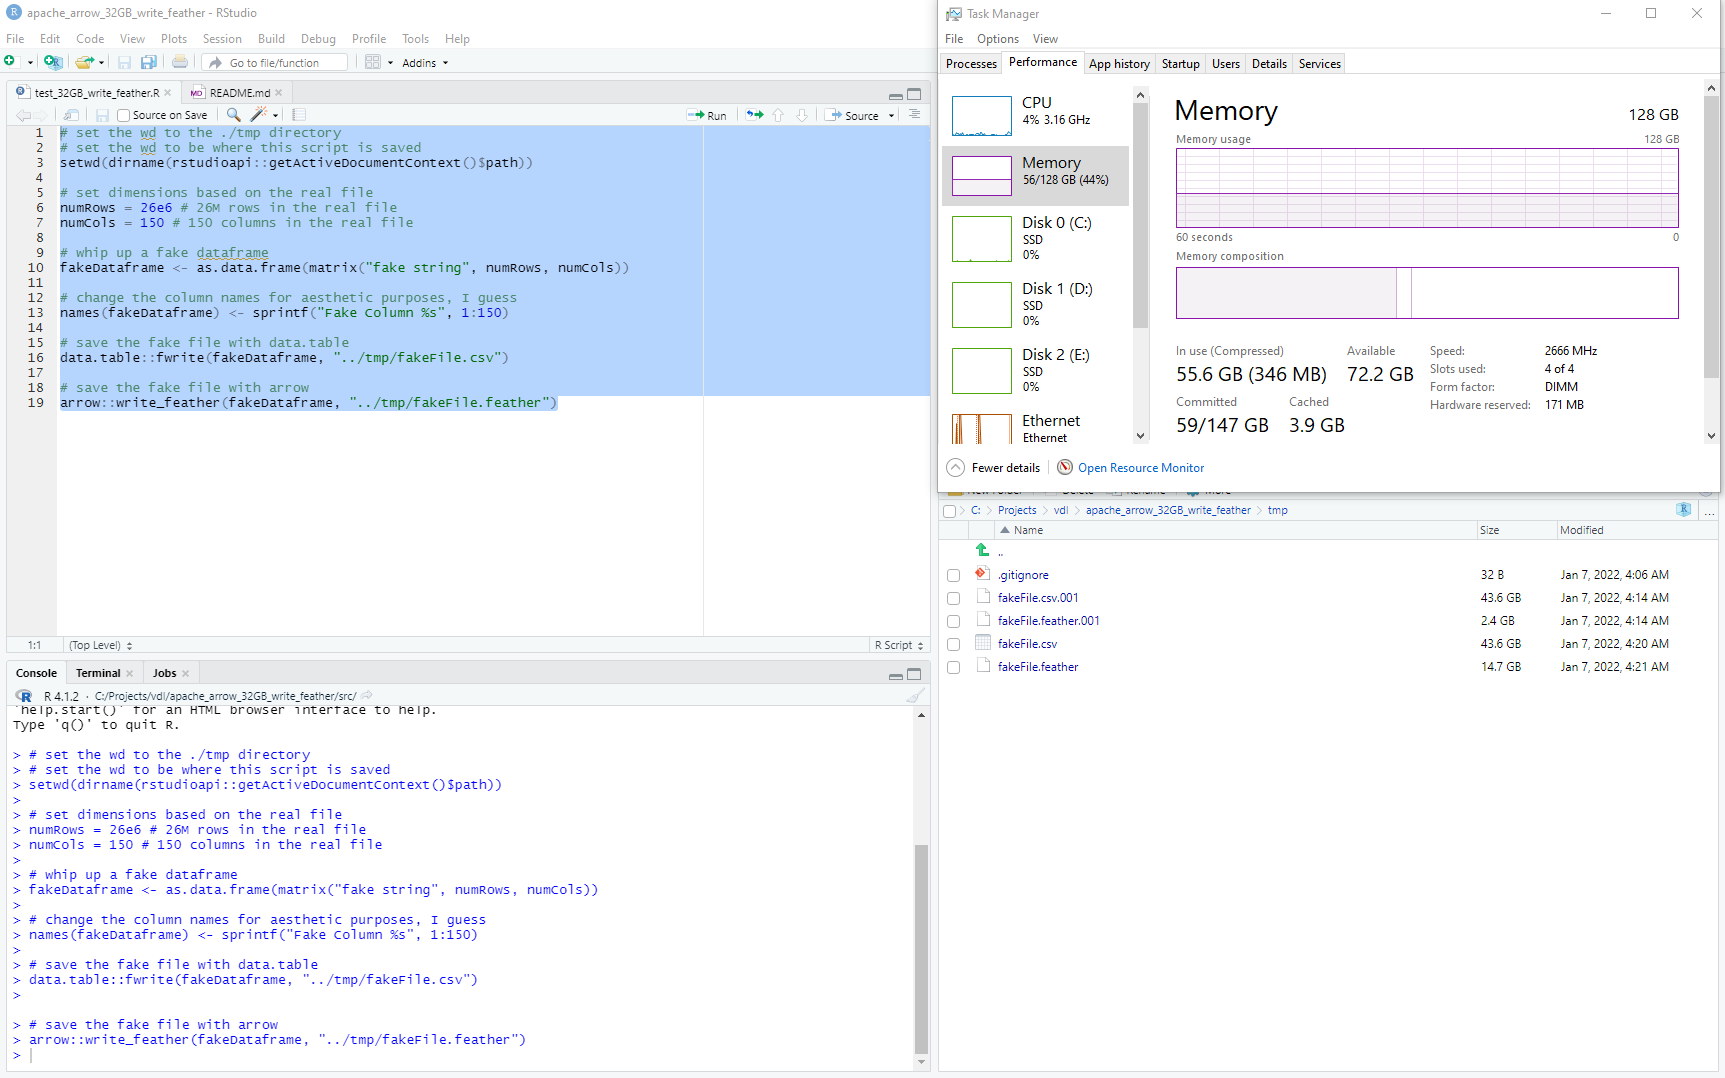 apache_arrow_32GB_write_feather - RStudio
File Edit Code View Plots Session Build Debug Profile Tools Help
Go to file/function Addins
test_32GB_write_feather.R README.md
Source on Save Run Source
1 # set the wd to the ./tmp directory
2 # set the wd to be where this script is saved
3 setwd(dirname(rstudioapi::getActiveDocumentContext()$path))
4
5 # set dimensions based on the real file
6 numRows = 26e6 # 26M rows in the real file
7 numCols = 150 # 150 columns in the real file
8
9 # whip up a fake dataframe
10 fakeDataframe <- as.data.frame(matrix("fake string", numRows, numCols))
11
12 # change the column names for aesthetic purposes, I guess
13 names(fakeDataframe) <- sprintf("Fake Column %s", 1:150)
14
15 # save the fake file with data.table
16 data.table::fwrite(fakeDataframe, "../tmp/fakeFile.csv")
17
18 # save the fake file with arrow
19 arrow::write_feather(fakeDataframe, "../tmp/fakeFile.feather")
1:1 (Top Level) R Script
Console Terminal Jobs
R 4.1.2 · C:/Projects/vdl/apache_arrow_32GB_write_feather/src/
'help.start()' for an HTML browser interface to help.
Type 'q()' to quit R.
> # set the wd to the ./tmp directory
> # set the wd to be where this script is saved
> setwd(dirname(rstudioapi::getActiveDocumentContext()$path))
>
> # set dimensions based on the real file
> numRows = 26e6 # 26M rows in the real file
> numCols = 150 # 150 columns in the real file
>
> # whip up a fake dataframe
> fakeDataframe <- as.data.frame(matrix("fake string", numRows, numCols))
>
> # change the column names for aesthetic purposes, I guess
> names(fakeDataframe) <- sprintf("Fake Column %s", 1:150)
>
> # save the fake file with data.table
> data.table::fwrite(fakeDataframe, "../tmp/fakeFile.csv")
>
> # save the fake file with arrow
> arrow::write_feather(fakeDataframe, "../tmp/fakeFile.feather")
>
Task Manager
File Options View
Processes Performance App history Startup Users Details Services
CPU
4% 3.16 GHz
Memory
56/128 GB (44%)
Disk 0 (C:)
SSD
0%
Disk 1 (D:)
SSD
0%
Disk 2 (E:)
SSD
0%
Ethernet
Ethernet
Memory 128 GB
Memory usage 128 GB
60 seconds 0
Memory composition
In use (Compressed) Available
55.6 GB (346 MB) 72.2 GB
Committed Cached
59/147 GB 3.9 GB
Speed: 2666 MHz
Slots used: 4 of 4
Form factor: DIMM
Hardware reserved: 171 MB
Fewer details Open Resource Monitor
New Folder Delete Rename More
C: Projects vdl apache_arrow_32GB_write_feather tmp ...
Name Size Modified
..
.gitignore 32 B Jan 7, 2022, 4:06 AM
fakeFile.csv.001 43.6 GB Jan 7, 2022, 4:14 AM
fakeFile.feather.001 2.4 GB Jan 7, 2022, 4:14 AM
fakeFile.csv 43.6 GB Jan 7, 2022, 4:20 AM
fakeFile.feather 14.7 GB Jan 7, 2022, 4:21 AM